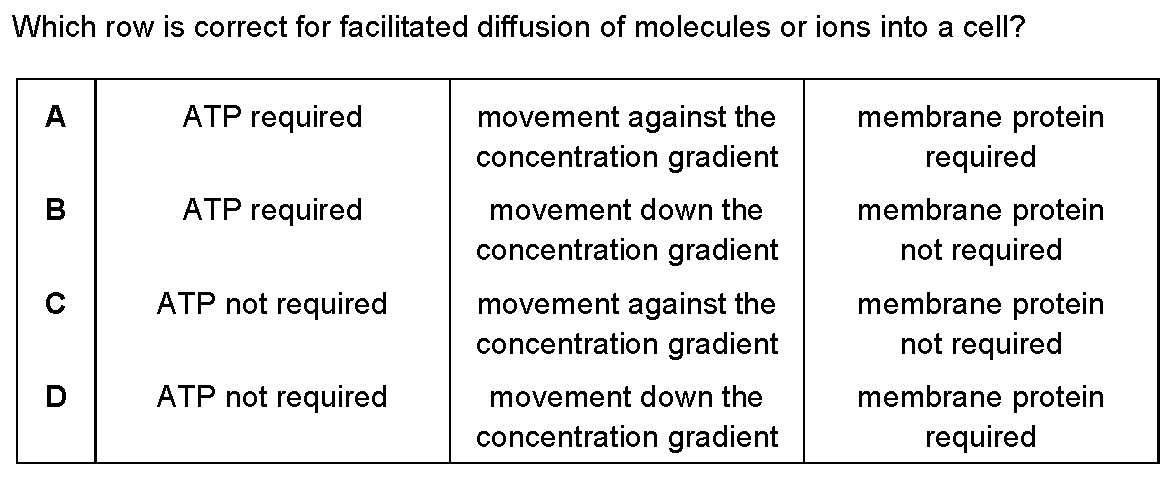 Which row is correct for facilitated diffusion of molecules or ions into a cell?
A ATP required movement against the membrane protein
concentration gradient required
B ATP required movement down the membrane protein
concentration gradient not required
C ATP not required movement against the membrane protein
concentration gradient not required
D ATP not required movement down the membrane protein
concentration gradient required